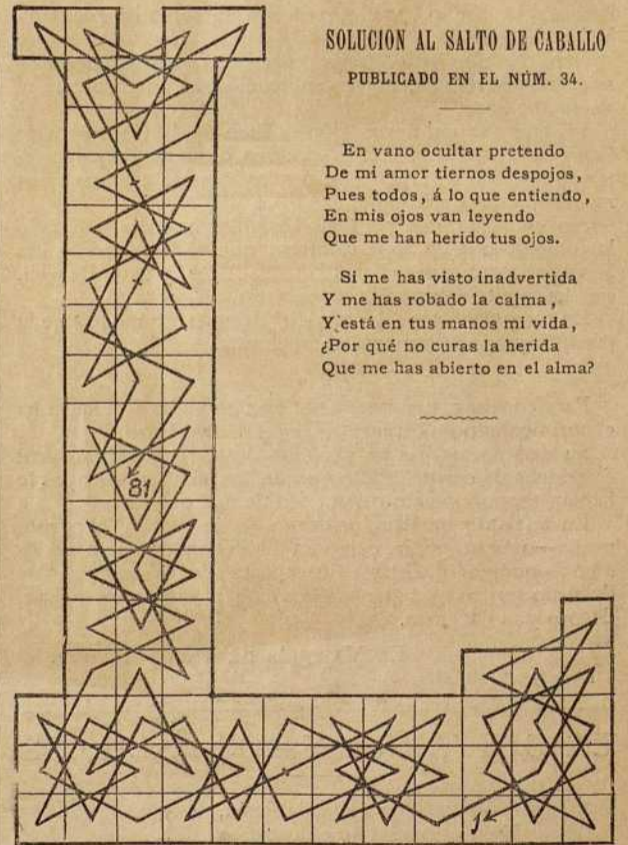 SOLUCION AL SALTO DE CABALLO
PUBLICADO EN EL NÚM. 34.
En vano ocultar pretendo
De mi amor tiernos despojos,
Pues todos, á lo que entiendo,
En mis ojos van leyendo
Que me han herido tus ojos.
Si me has visto inadvertida
Y me has robado la calma,
Y está en tus manos mi vida,
¿Por qué no curas la herida
Que me has abierto en el alma?
81
1